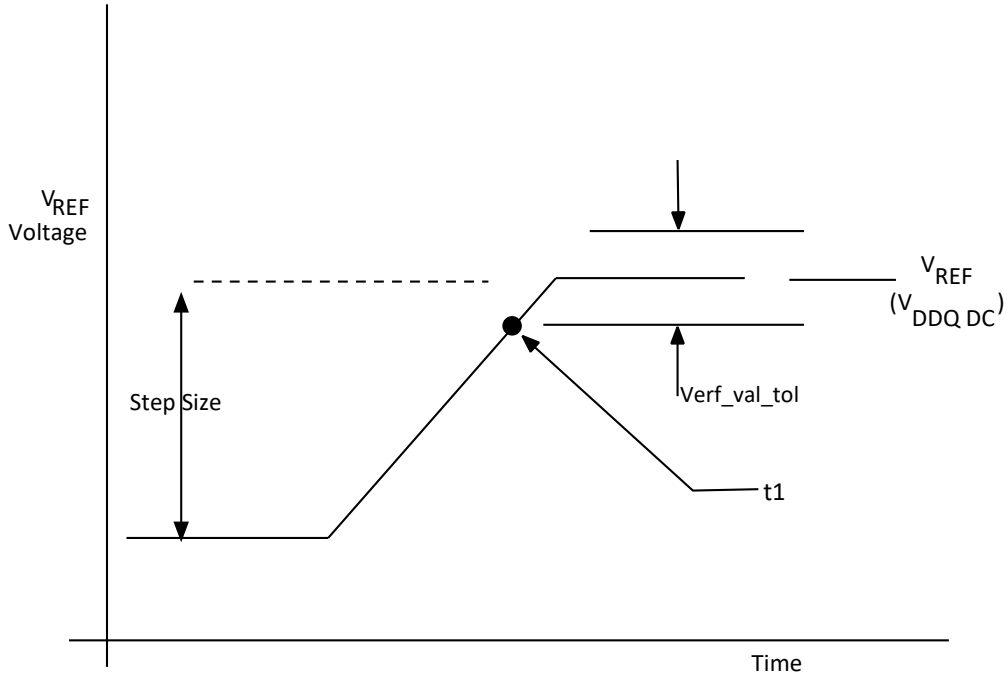 VREF
Voltage
VREF
(VDDQ DC)
Step Size
Verf_val_tol
t1
Time